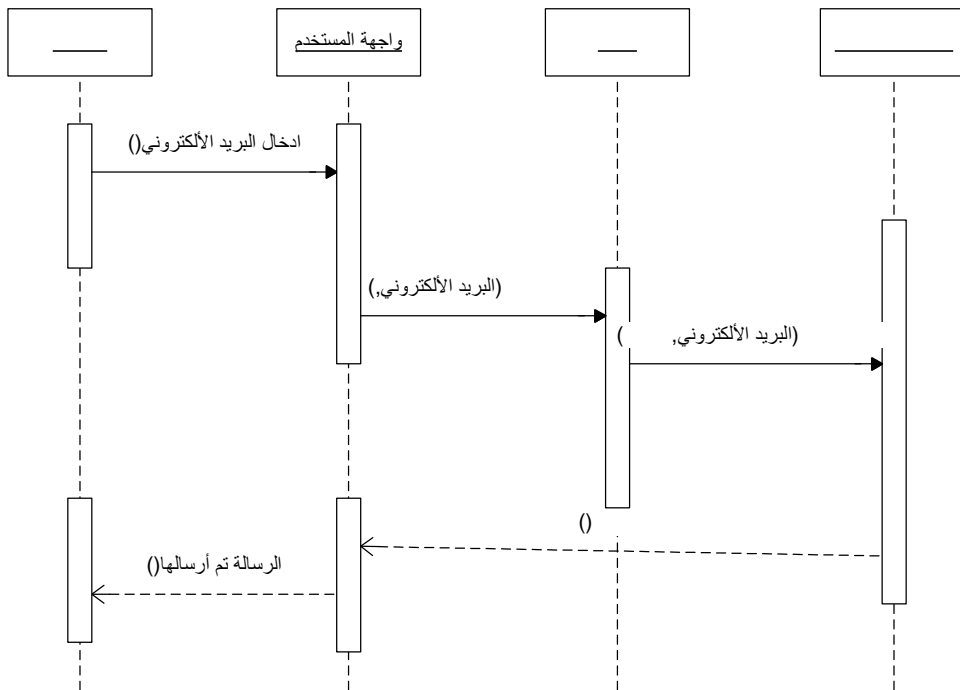 واجهة المستخدم
ادخال البريد الألكتروني()
(البريد الألكتروني,)
(البريد الألكتروني, )
()
الرسالة تم أرسالها()